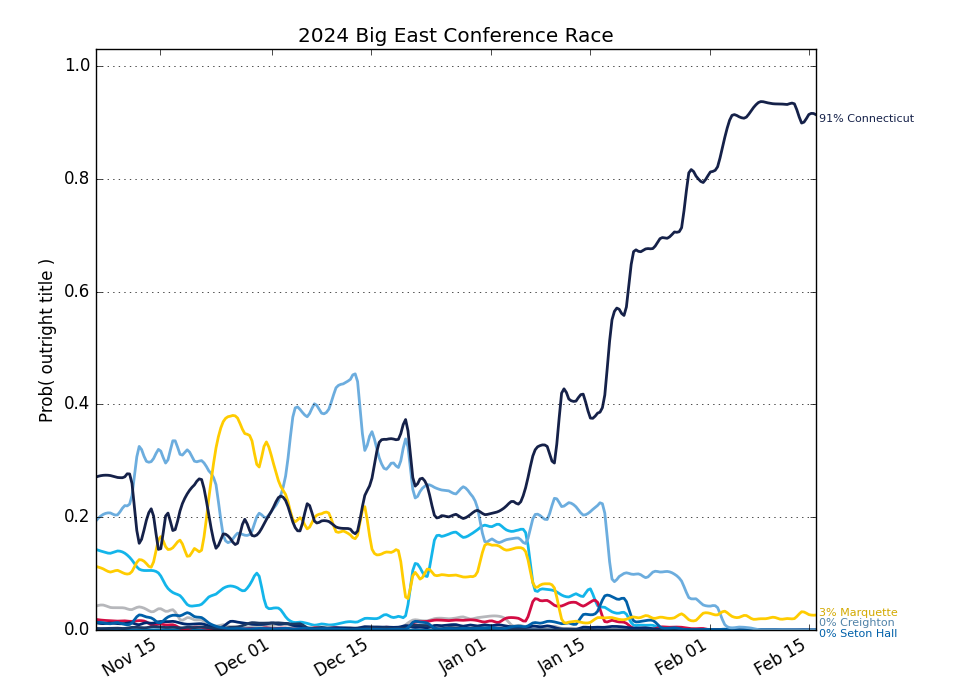 2024 Big East Conference Race
1.0
91% Connecticut
0.8
0.6
Prob( outright title )
0.4
0.2
3% Marquette
0% Creighton
0.0
0% Seton Hall
Nov 15
Dec 01
Dec 15
Jan 01
Jan 15
Feb 01
Feb 15